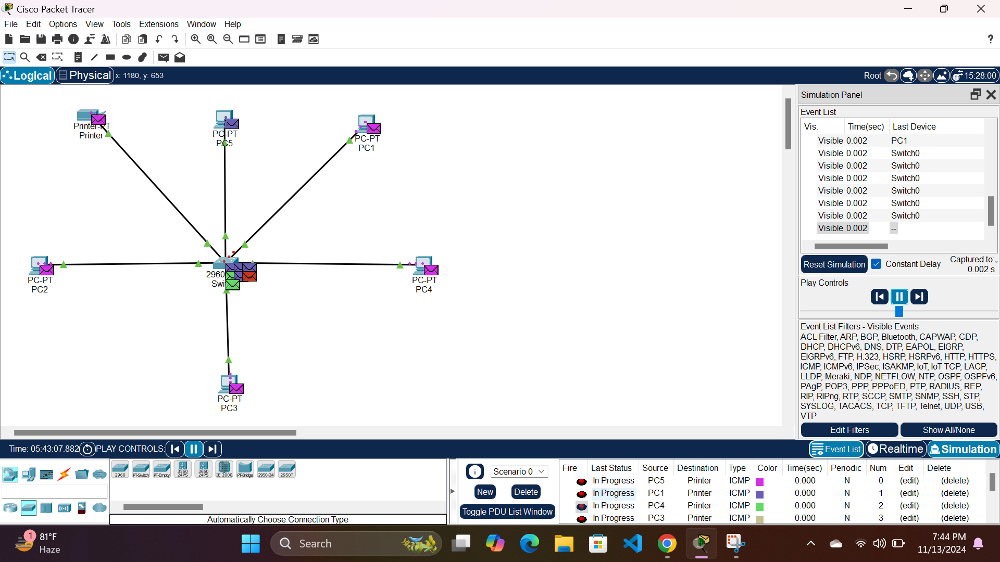 Cisco Packet Tracer
File Edit Options View Tools Extensions Window Help
?
Logical Physical x: 1180, y: 653
Root 15:28:00
Printer-PT
Printer
PC-PT
PC5
PC-PT
PC1
PC-PT
PC2
2960
Swit
PC-PT
PC4
PC-PT
PC3
Simulation Panel
Event List
Vis. Time(sec) Last Device
Visible 0.002 PC1
Visible 0.002 Switch0
Visible 0.002 Switch0
Visible 0.002 Switch0
Visible 0.002 Switch0
Visible 0.002 Switch0
Visible 0.002 Switch0
Visible 0.002 --
Reset Simulation Constant Delay Captured to:
0.002 s
Play Controls
Event List Filters - Visible Events
ACL Filter, ARP, BGP, Bluetooth, CAPWAP, CDP,
DHCP, DHCPv6, DNS, DTP, EAPOL, EIGRP,
EIGRPv6, FTP, H.323, HSRP, HSRPv6, HTTP, HTTPS,
ICMP, ICMPv6, IPSec, ISAKMP, IoT, IoT TCP, LACP,
LLDP, Meraki, NDP, NETFLOW, NTP, OSPF, OSPFv6,
PAgP, POP3, PPP, PPPoED, PTP, RADIUS, REP,
RIP, RIPng, RTP, SCCP, SMTP, SNMP, SSH, STP,
SYSLOG, TACACS, TCP, TFTP, Telnet, UDP, USB,
VTP
Edit Filters Show All/None
Time: 05:43:07.882 PLAY CONTROLS:
Event List Realtime Simulation
2960 PT-Switch PT-Empty 3560 24PS 3650 24PS IE 2000 PT-Bridge 2950-24 2950T
Automatically Choose Connection Type
Scenario 0
New Delete
Toggle PDU List Window
Fire Last Status Source Destination Type Color Time(sec) Periodic Num Edit Delete
In Progress PC5 Printer ICMP 0.000 N 0 (edit) (delete)
In Progress PC1 Printer ICMP 0.000 N 1 (edit) (delete)
In Progress PC4 Printer ICMP 0.000 N 2 (edit) (delete)
In Progress PC3 Printer ICMP 0.000 N 3 (edit) (delete)
1
81°F
Haze
Search
7:44 PM
11/13/2024